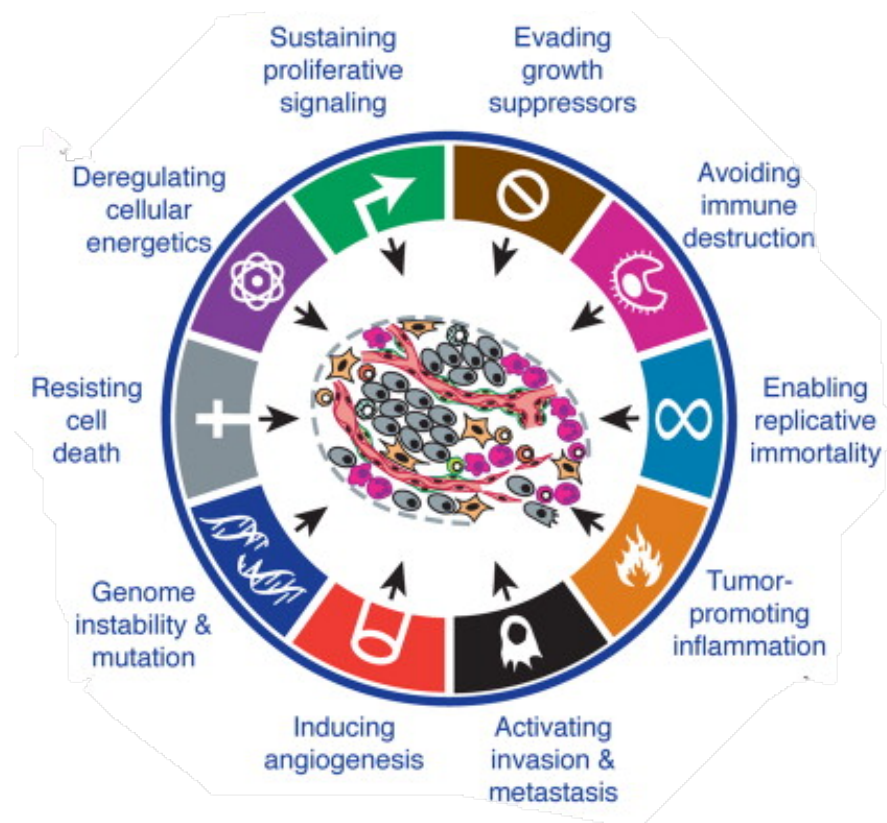 Sustaining
proliferative
signaling
Evading
growth
suppressors
Avoiding
immune
destruction
Enabling
replicative
immortality
Tumor-
promoting
inflammation
Activating
invasion &
metastasis
Inducing
angiogenesis
Genome
instability &
mutation
Resisting
cell
death
Deregulating
cellular
energetics